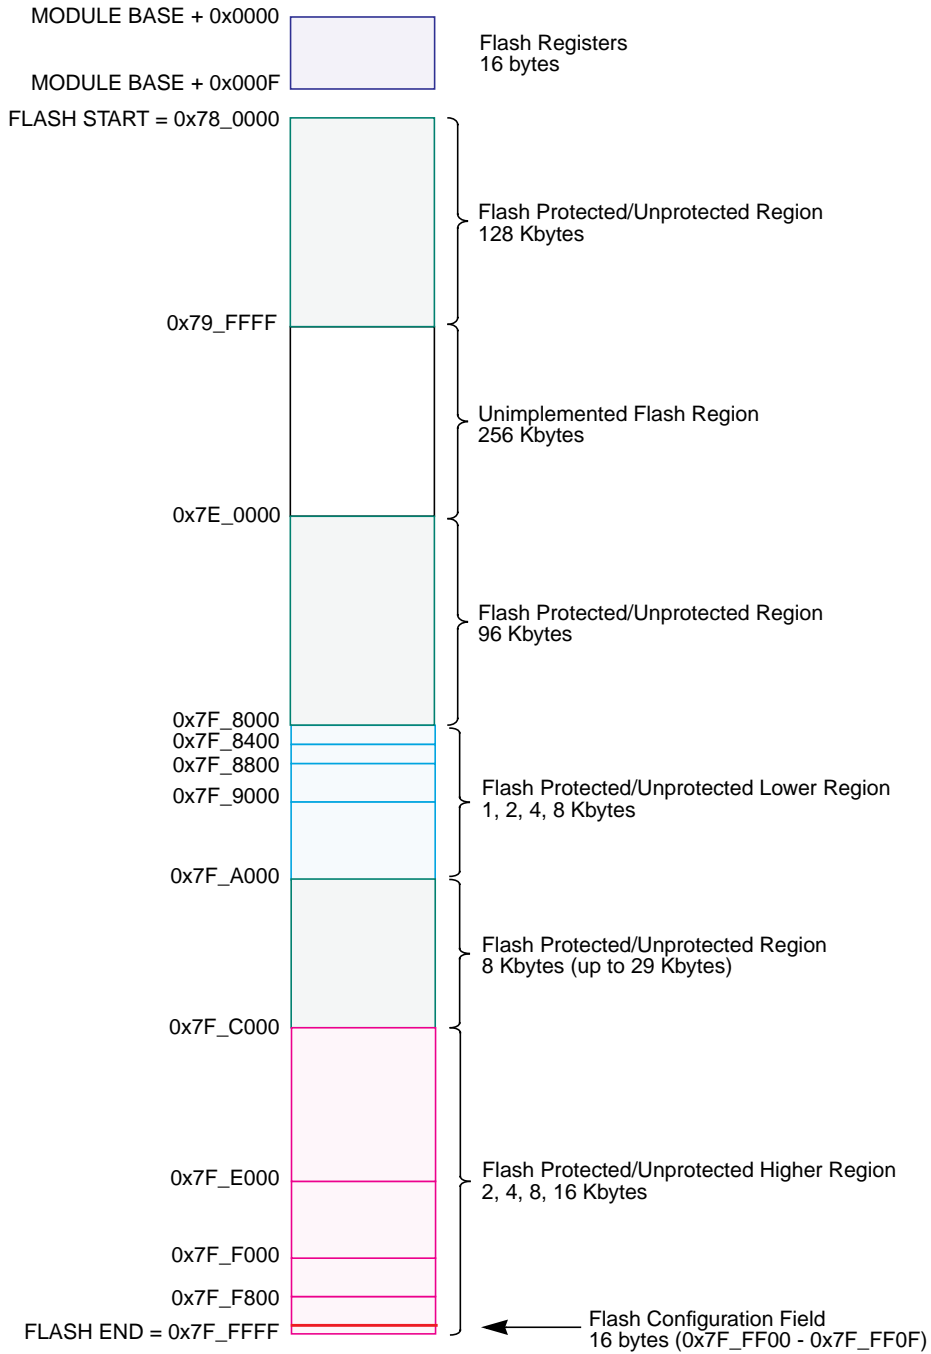 MODULE BASE + 0x0000
Flash Registers
16 bytes
MODULE BASE + 0x000F
FLASH START = 0x78_0000
Flash Protected/Unprotected Region
128 Kbytes
0x79_FFFF
Unimplemented Flash Region
256 Kbytes
0x7E_0000
Flash Protected/Unprotected Region
96 Kbytes
0x7F_8000
0x7F_8400
0x7F_8800
0x7F_9000
Flash Protected/Unprotected Lower Region
1, 2, 4, 8 Kbytes
0x7F_A000
Flash Protected/Unprotected Region
8 Kbytes (up to 29 Kbytes)
0x7F_C000
Flash Protected/Unprotected Higher Region
2, 4, 8, 16 Kbytes
0x7F_E000
0x7F_F000
0x7F_F800
FLASH END = 0x7F_FFFF
Flash Configuration Field
16 bytes (0x7F_FF00 - 0x7F_FF0F)